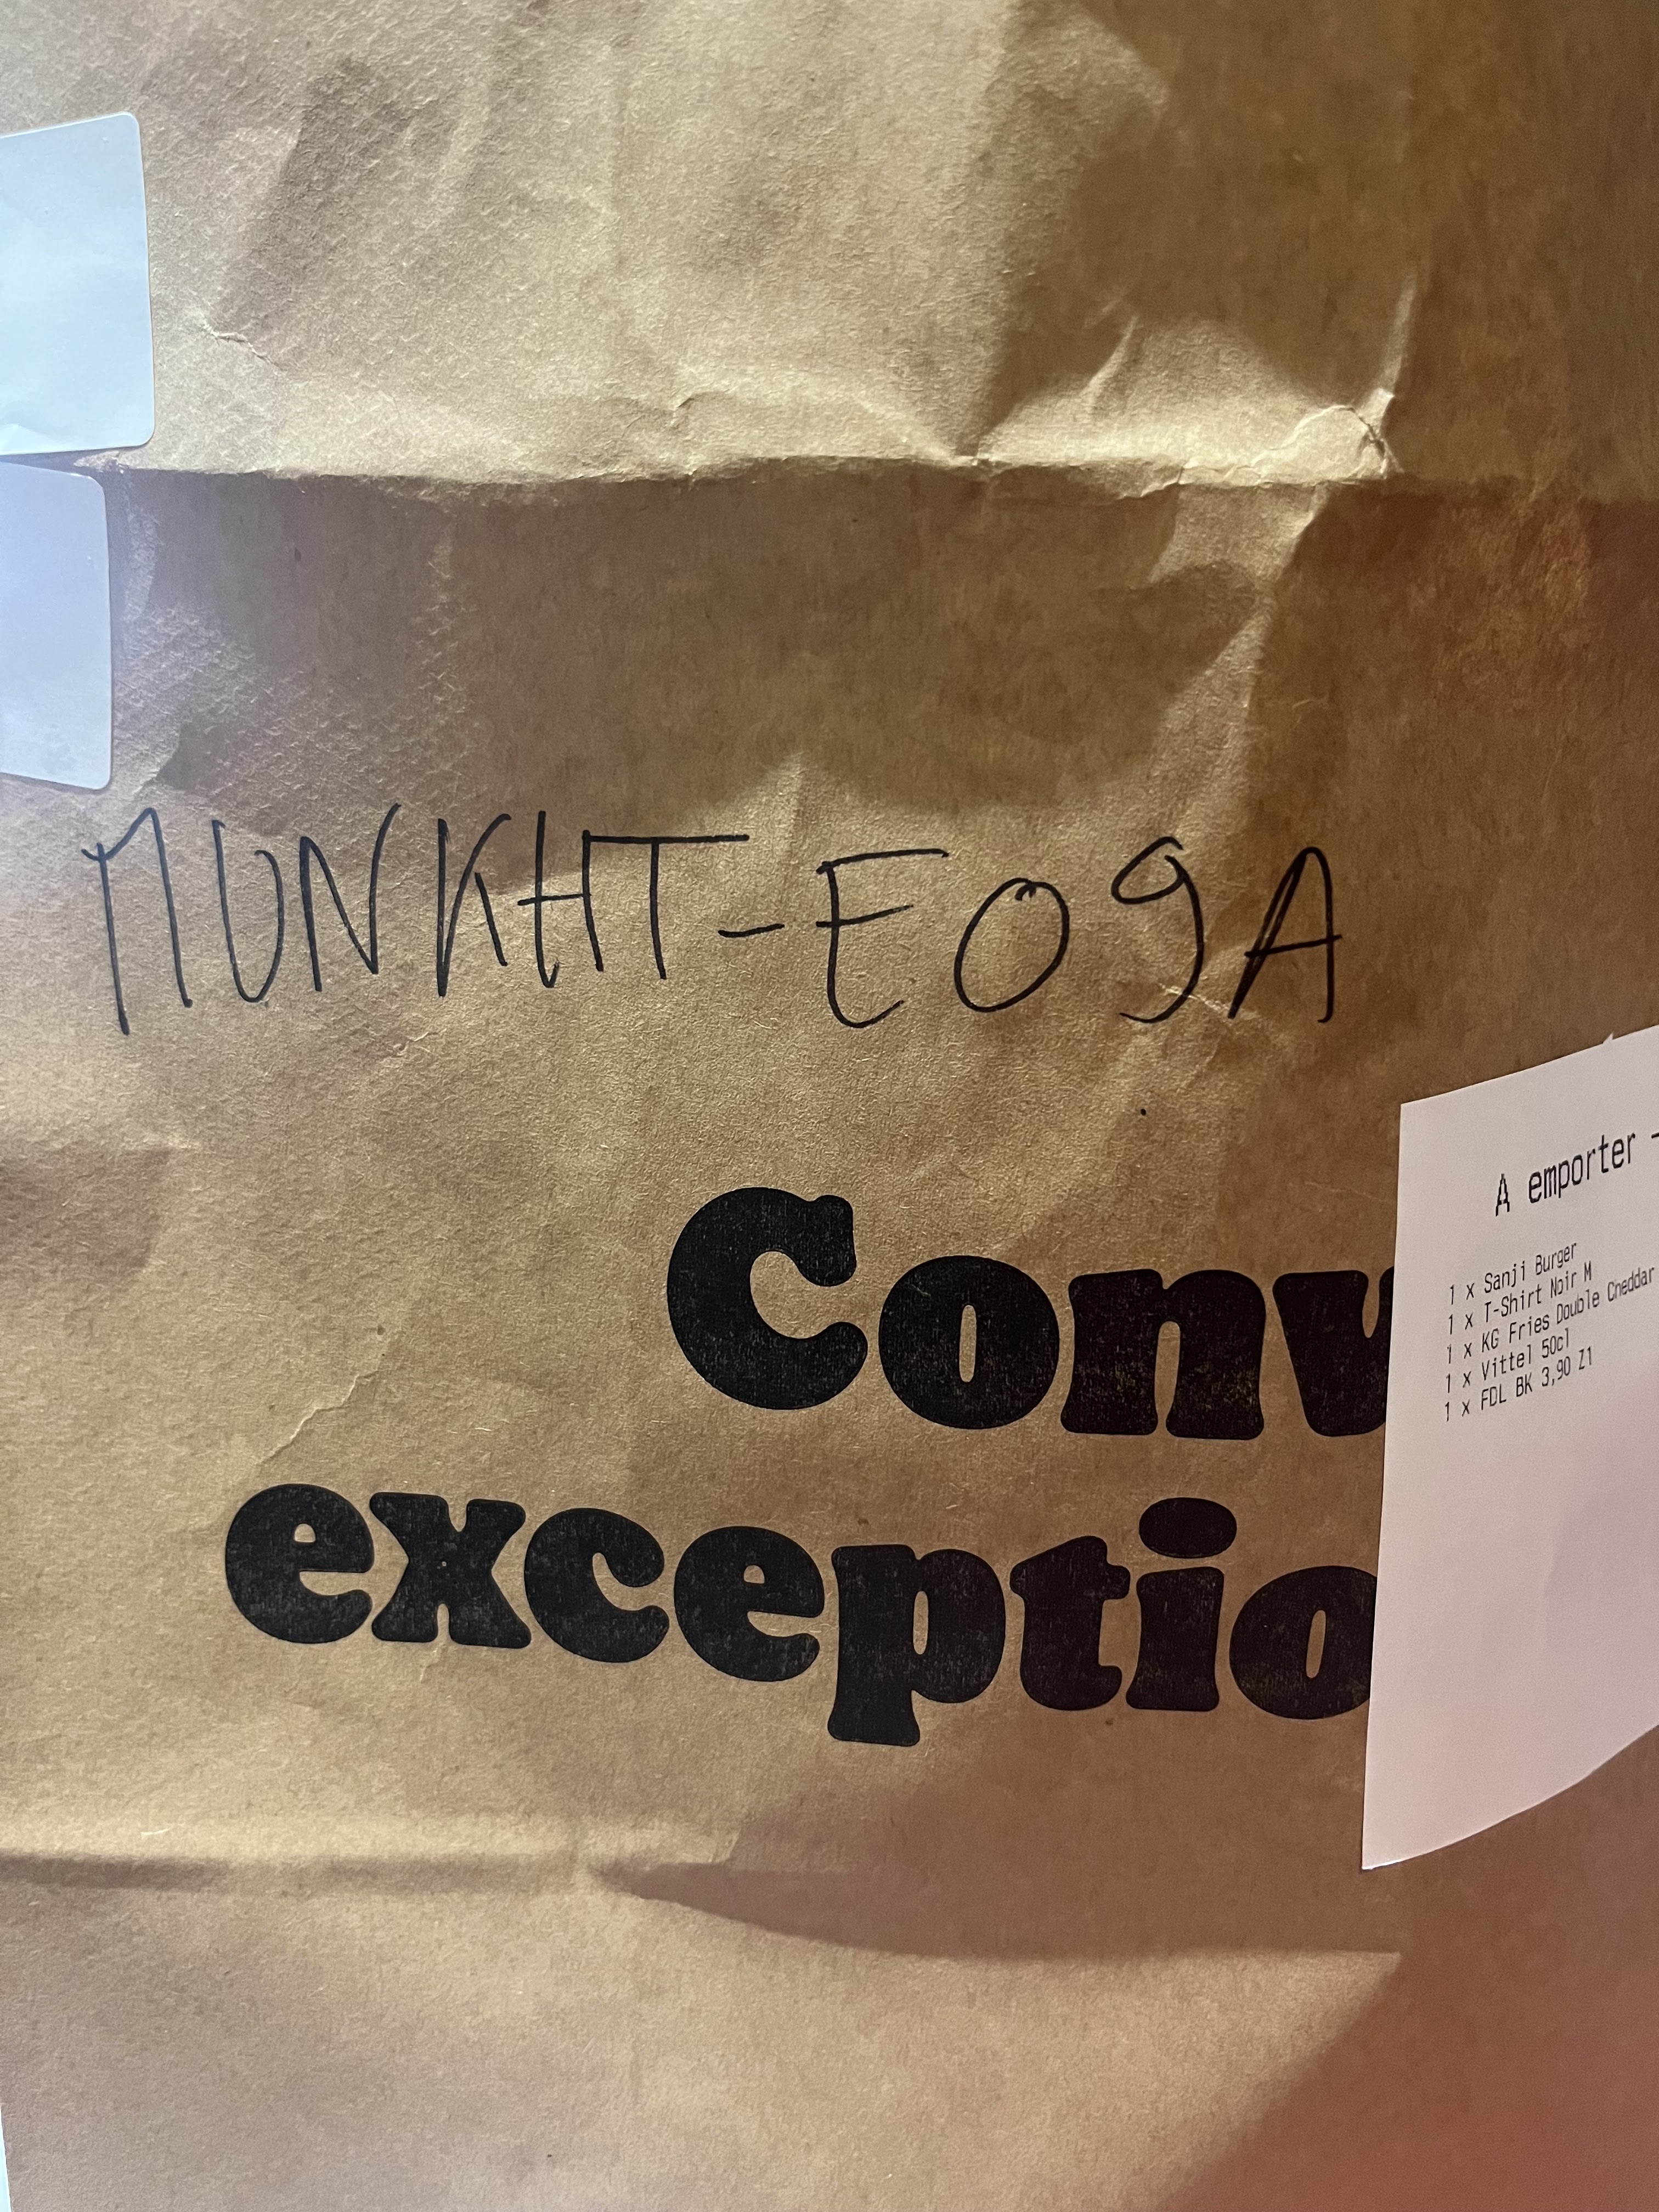 MUNKHT-E09A
Conv
exceptio
A emporter -
1 x Sanji Burger
1 x T-Shirt Noir M
1 x KG Fries Double Cheddar
1 x Vittel 50cl
1 x FDL BK 3,90 Z1